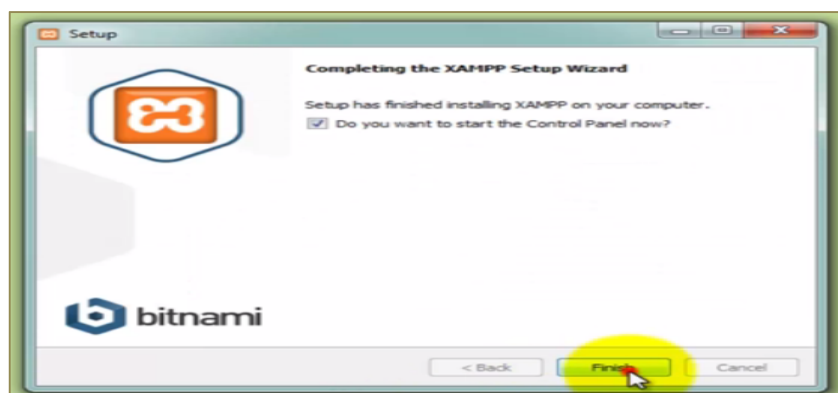 Setup
Completing the XAMPP Setup Wizard
Setup has finished installing XAMPP on your computer.
Do you want to start the Control Panel now?
bitnami
< Back
Finish
Cancel